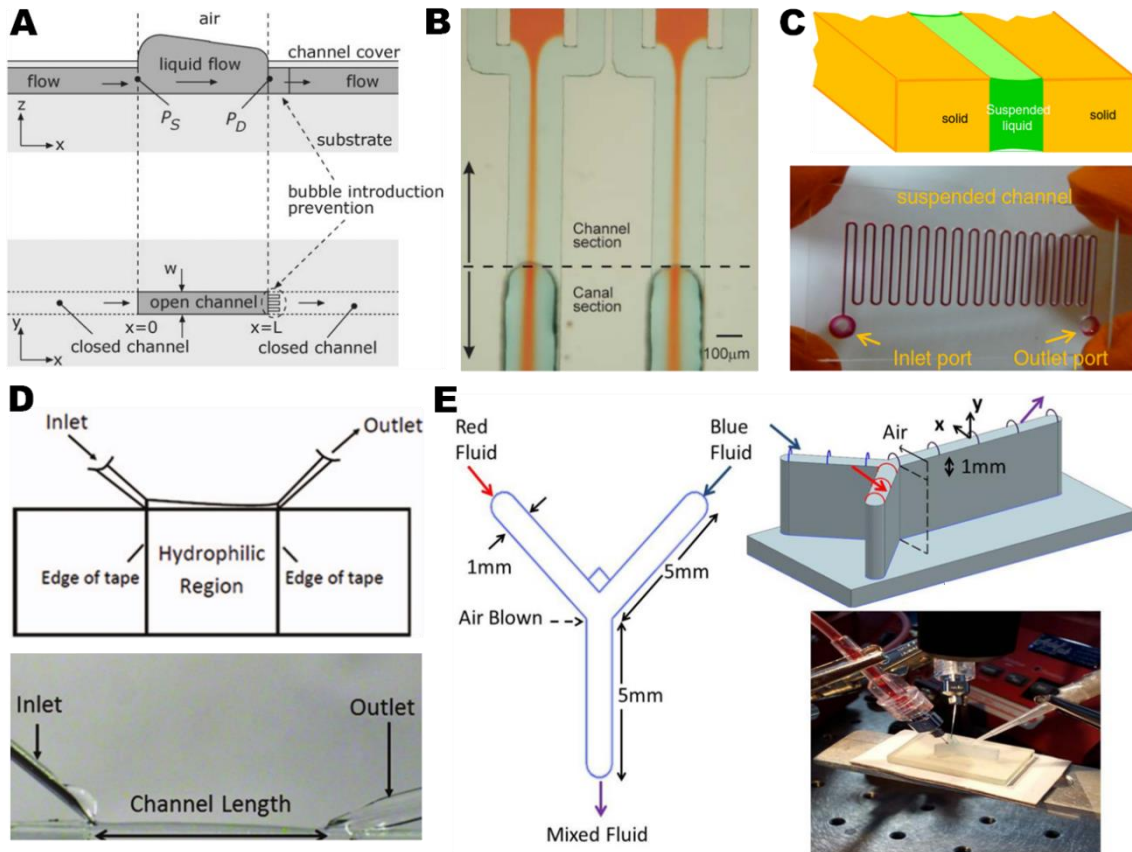 A
air
channel cover
liquid flow
flow
flow
P_S
P_D
z
x
substrate
bubble introduction
prevention
w
open channel
x=0
x=L
y
x
closed channel
closed channel
B
Channel
section
Canal
section
100μm
C
solid
Suspended
liquid
solid
suspended channel
Inlet port
Outlet port
D
Inlet
Outlet
Edge of tape
Hydrophilic
Region
Edge of tape
Inlet
Outlet
Channel Length
E
Red
Fluid
Blue
Fluid
1mm
5mm
Air Blown
5mm
Mixed Fluid
y
x
Air
1mm